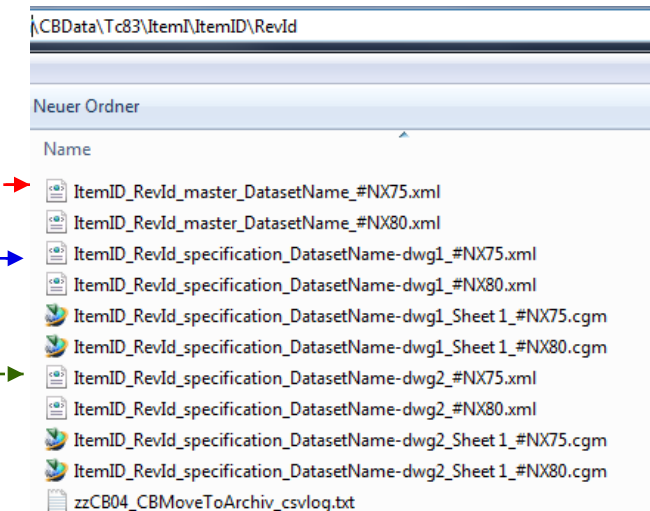 \CBData\Tc83\ItemI\ItemID\RevId
Neuer Ordner
Name
ItemID_RevId_master_DatasetName_#NX75.xml
ItemID_RevId_master_DatasetName_#NX80.xml
ItemID_RevId_specification_DatasetName-dwg1_#NX75.xml
ItemID_RevId_specification_DatasetName-dwg1_#NX80.xml
ItemID_RevId_specification_DatasetName-dwg1_Sheet 1_#NX75.cgm
ItemID_RevId_specification_DatasetName-dwg1_Sheet 1_#NX80.cgm
ItemID_RevId_specification_DatasetName-dwg2_#NX75.xml
ItemID_RevId_specification_DatasetName-dwg2_#NX80.xml
ItemID_RevId_specification_DatasetName-dwg2_Sheet 1_#NX75.cgm
ItemID_RevId_specification_DatasetName-dwg2_Sheet 1_#NX80.cgm
zzCB04_CBMoveToArchiv_csvlog.txt